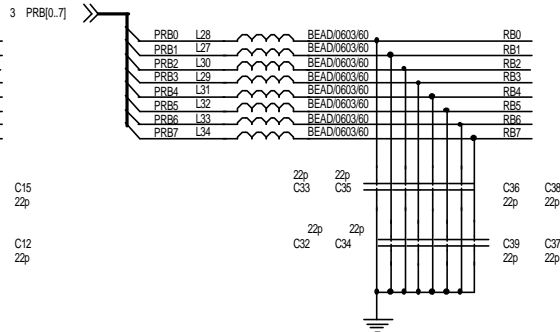 3 PRB[0..7]
PRB0 L28 BEAD/0603/60 RB0
PRB1 L27 BEAD/0603/60 RB1
PRB2 L30 BEAD/0603/60 RB2
PRB3 L29 BEAD/0603/60 RB3
PRB4 L31 BEAD/0603/60 RB4
PRB5 L32 BEAD/0603/60 RB5
PRB6 L33 BEAD/0603/60 RB6
PRB7 L34 BEAD/0603/60 RB7
22p 22p
C15 C33 C35 C36 C38
22p 22p 22p
22p 22p
C12 C32 C34 C39 C37
22p 22p 22p